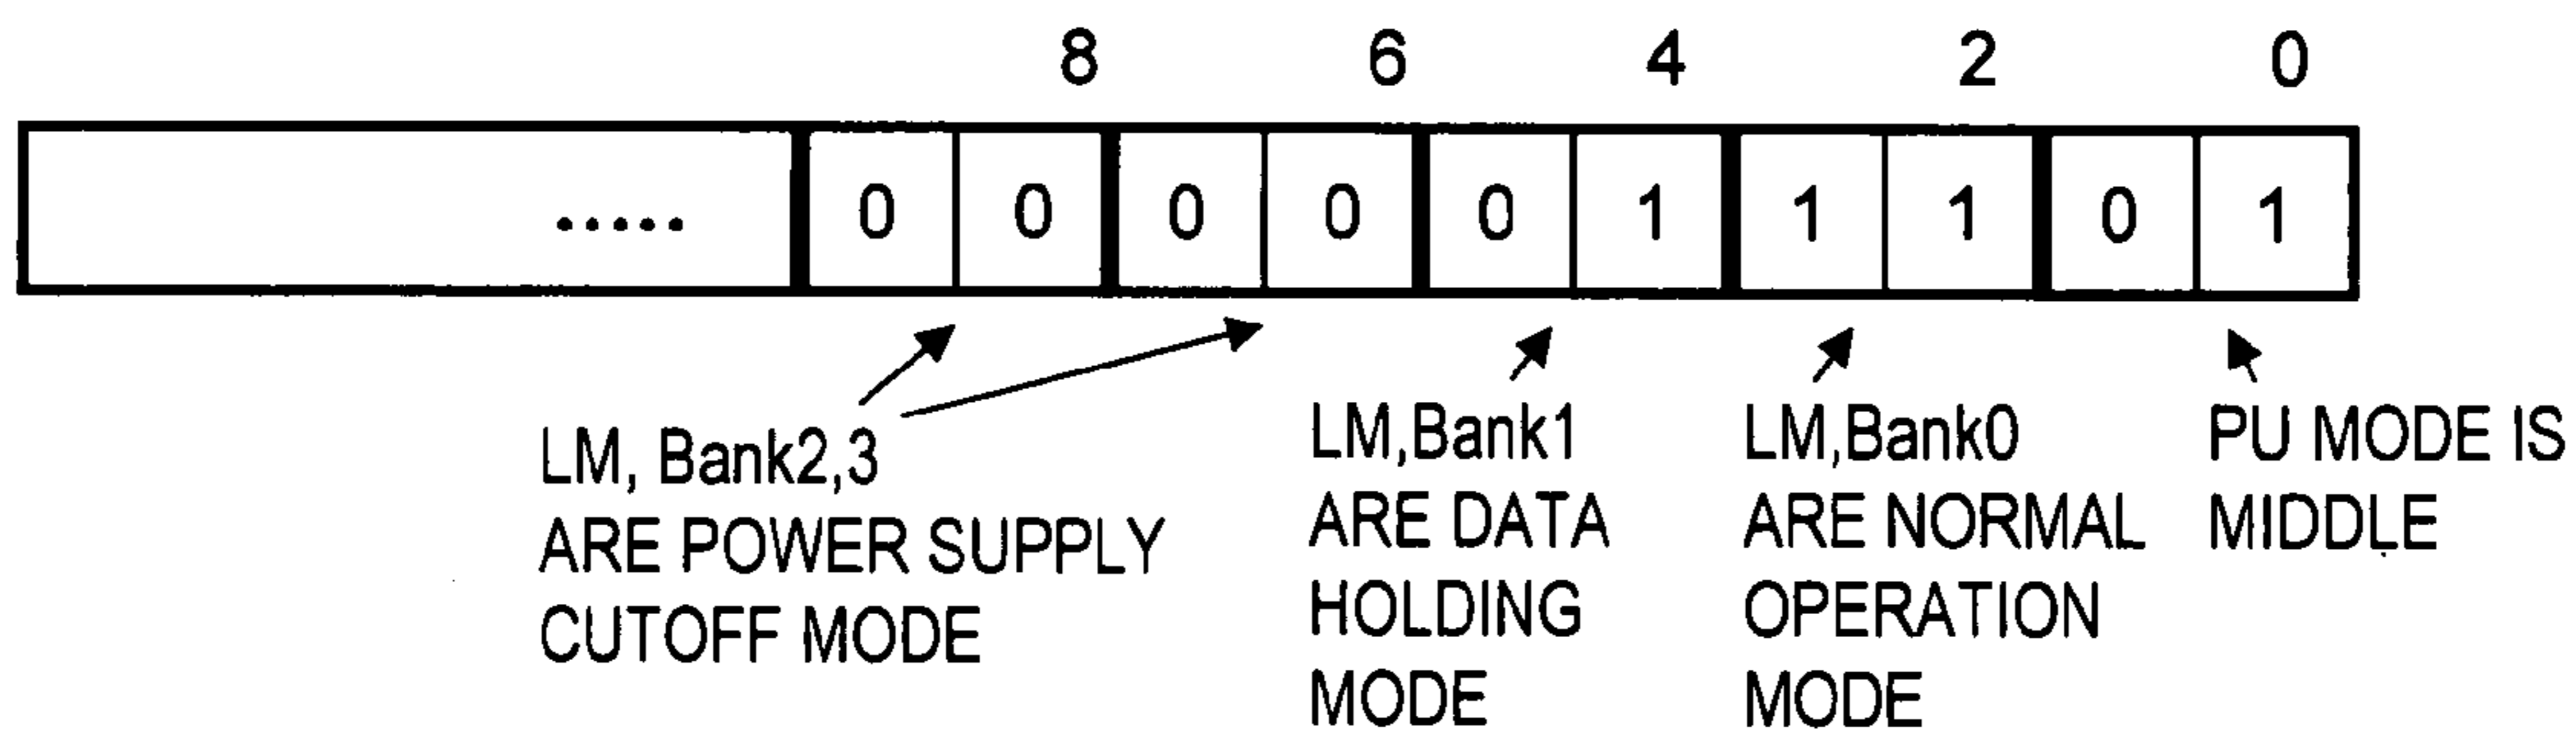 8 6 4 2 0
..... 0 0 0 0 0 1 1 1 0 1
LM, Bank2,3
ARE POWER SUPPLY
CUTOFF MODE
LM,Bank1
ARE DATA
HOLDING
MODE
LM,Bank0
ARE NORMAL
OPERATION
MODE
PU MODE IS
MIDDLE